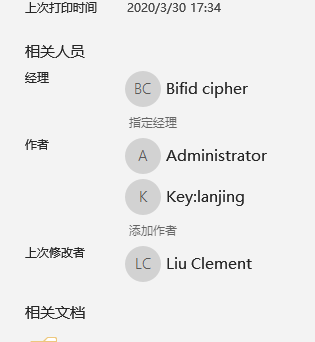 上次打印时间 2020/3/30 17:34
相关人员
经理
BC Bifid cipher
指定经理
作者
A Administrator
K Key:lanjing
添加作者
上次修改者
LC Liu Clement
相关文档